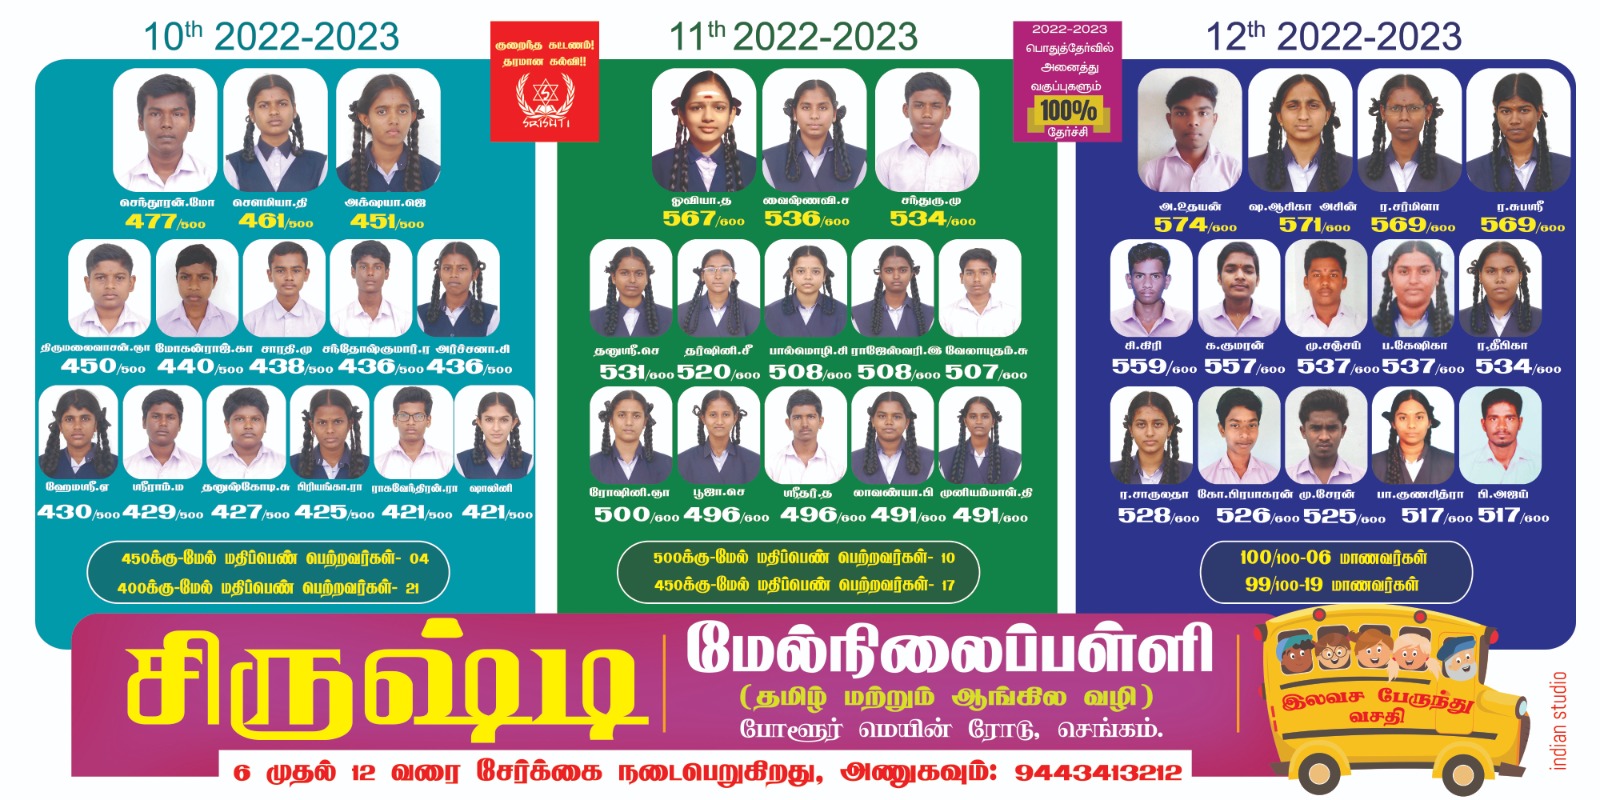 10th 2022-2023
குறைந்த கட்டணம்!
தரமான கல்வி!!
SRISHTI
11th 2022-2023
2022-2023
பொதுத்தேர்வில்
அனைத்து
வகுப்புகளும்
100%
தேர்ச்சி
12th 2022-2023
செந்தூரன்.மோ சௌமியா.தி அக்‌ஷயா.ஜெ
477/500 461/500 451/500
திருமலைவாசன்.ஞா மோகன்ராஜ்.கா சாரதி.மு சந்தோஷ்குமார்.ர அர்ச்சனா.சி
450/500 440/500 438/500 436/500 436/500
ஹேமஸ்ரீ.ஏ ஸ்ரீராம்.ம தனுஷ்கோடி.சு பிரியங்கா.ரா ராகவேந்திரன்.ரா ஷாலினி
430/500 429/500 427/500 425/500 421/500 421/500
450க்கு-மேல் மதிப்பெண் பெற்றவர்கள்- 04
400க்கு-மேல் மதிப்பெண் பெற்றவர்கள்- 21
ஓவியா.த வைஷ்ணவி.ச சந்துரு.மு
567/600 536/600 534/600
தனுஸ்ரீ.செ தர்ஷினி.சீ பால்மொழி.சி ராஜேஸ்வரி.இ வேலாயுதம்.சு
531/600 520/600 508/600 508/600 507/600
ரோஷினி.ஞா பூஜா.செ ஸ்ரீதர்.த லாவண்யா.பி முனியம்மாள்.தி
500/600 496/600 496/600 491/600 491/600
500க்கு-மேல் மதிப்பெண் பெற்றவர்கள்- 10
450க்கு-மேல் மதிப்பெண் பெற்றவர்கள்- 17
அ.உதயன் ஷ.ஆசிகா அசின் ர.சர்மிளா ர.சுபஸ்ரீ
574/600 571/600 569/600 569/600
சி.கிரி க.குமரன் மு.சஞ்சய் ப.கேஷிகா ர.தீபிகா
559/600 557/600 537/600 537/600 534/600
ர.சாருலதா கோ.பிரபாகரன் மு.சேரன் பா.குணசித்ரா பி.அஜய்
528/600 526/600 525/600 517/600 517/600
100/100-06 மாணவர்கள்
99/100-19 மாணவர்கள்
சிருஷ்டி
மேல்நிலைப்பள்ளி
(தமிழ் மற்றும் ஆங்கில வழி)
போளூர் மெயின் ரோடு, செங்கம்.
இலவச பேருந்து
வசதி
6 முதல் 12 வரை சேர்க்கை நடைபெறுகிறது, அணுகவும்: 9443413212
indian studio